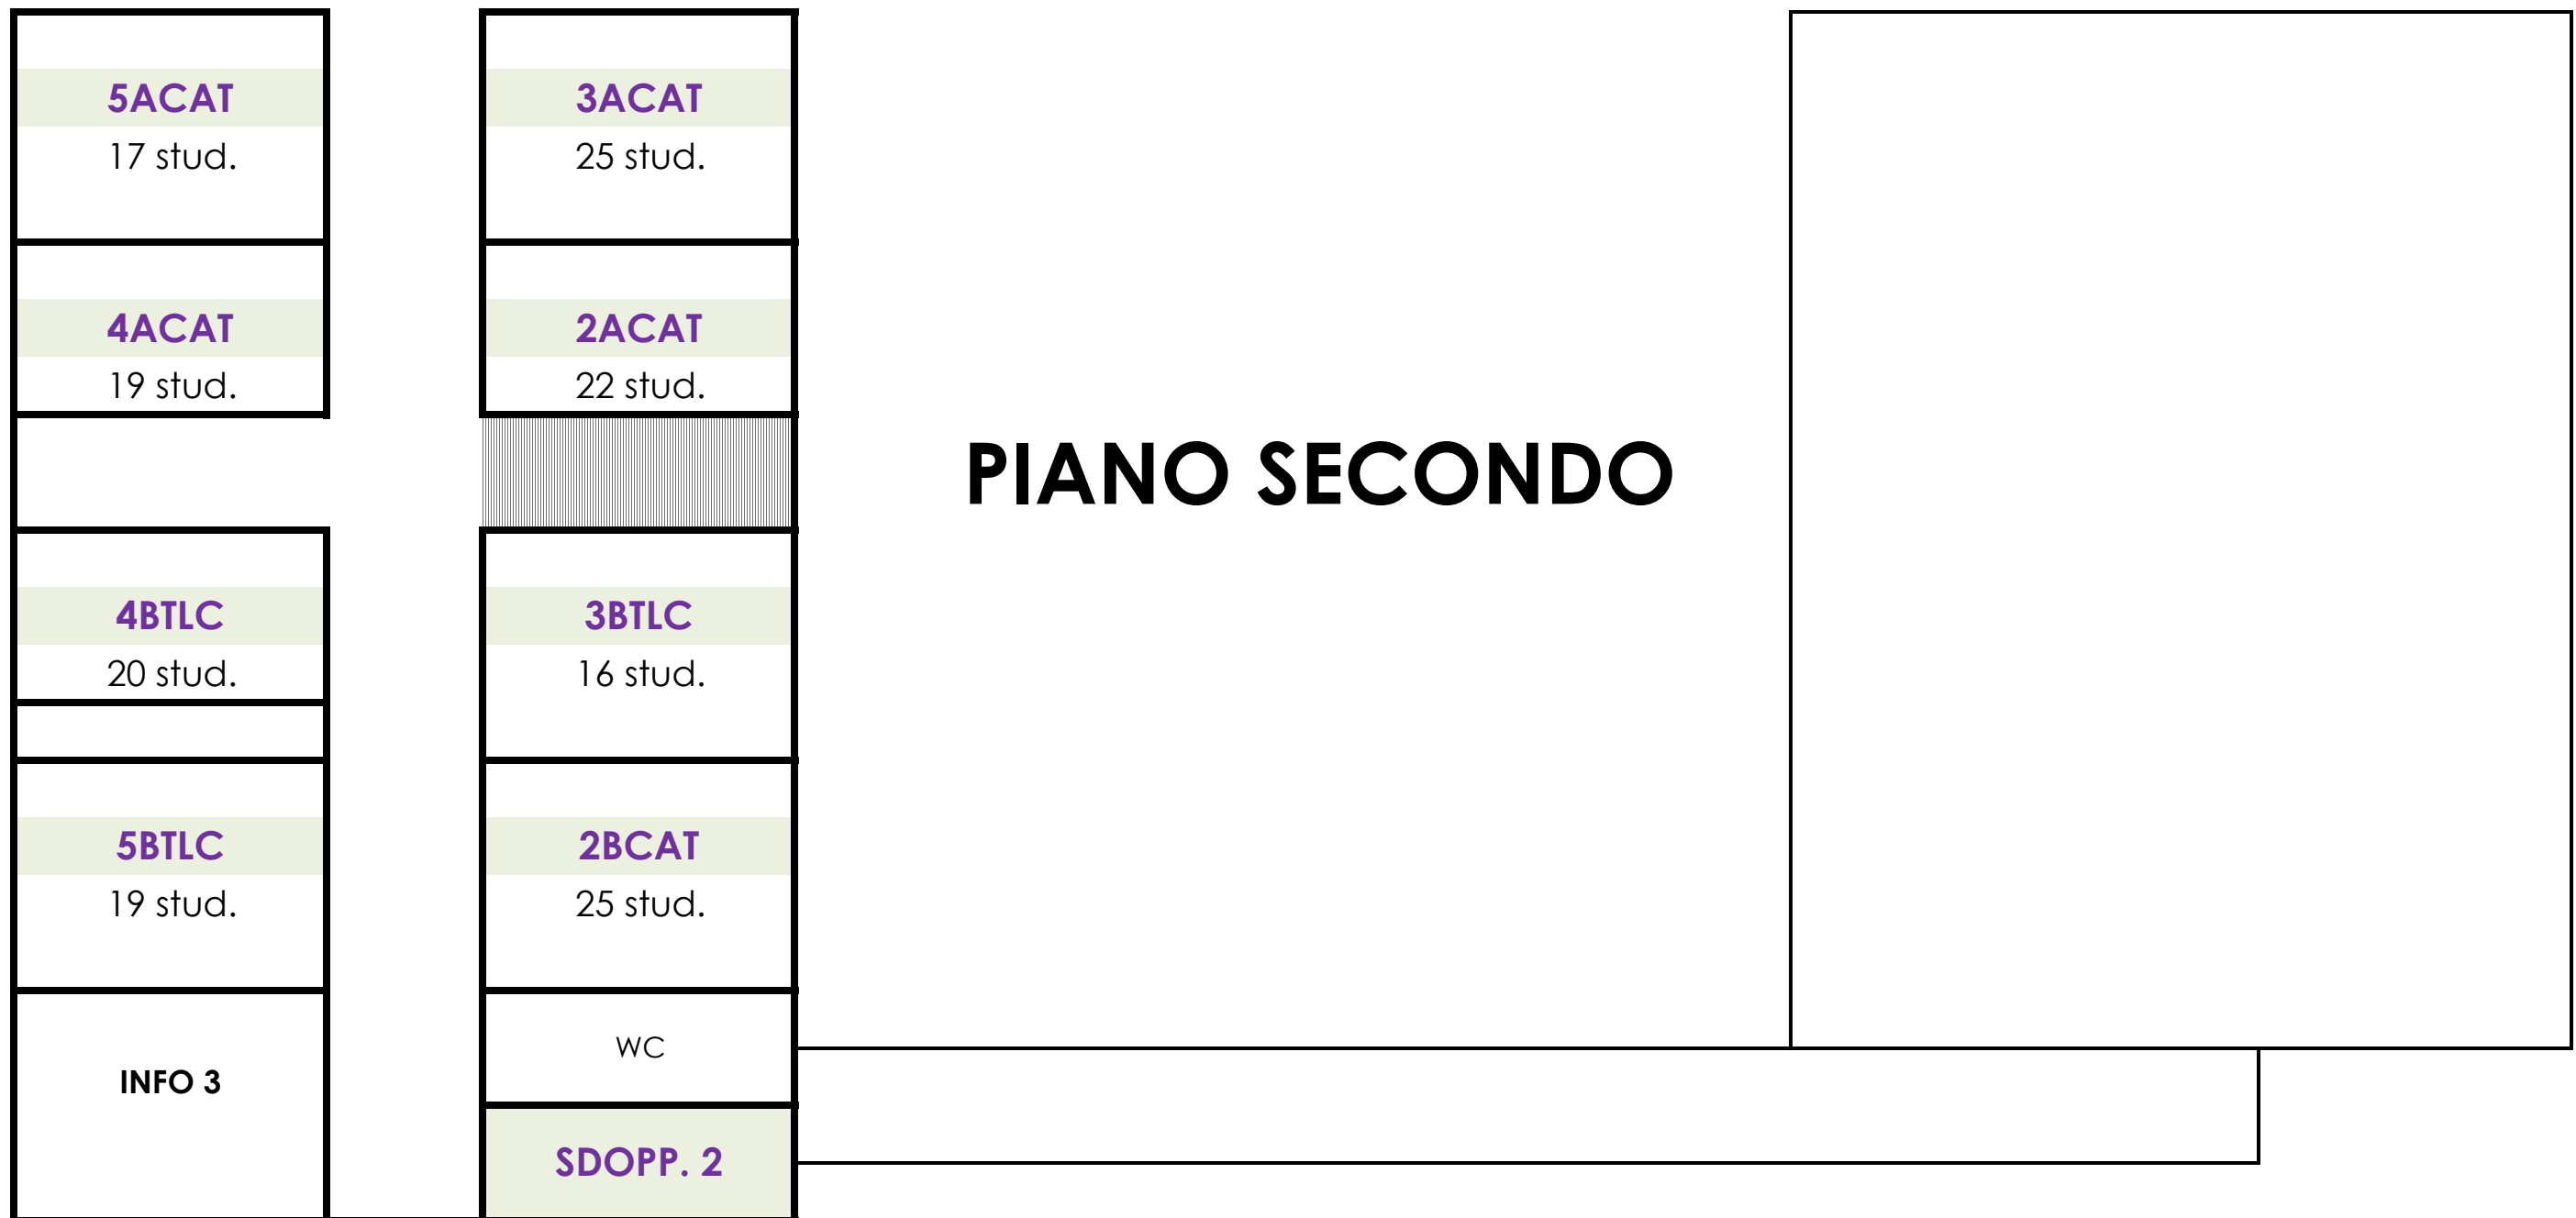 5ACAT
17 stud.
3ACAT
25 stud.
4ACAT
19 stud.
2ACAT
22 stud.
PIANO SECONDO
4BTLC
20 stud.
3BTLC
16 stud.
5BTLC
19 stud.
2BCAT
25 stud.
WC
INFO 3
SDOPP. 2